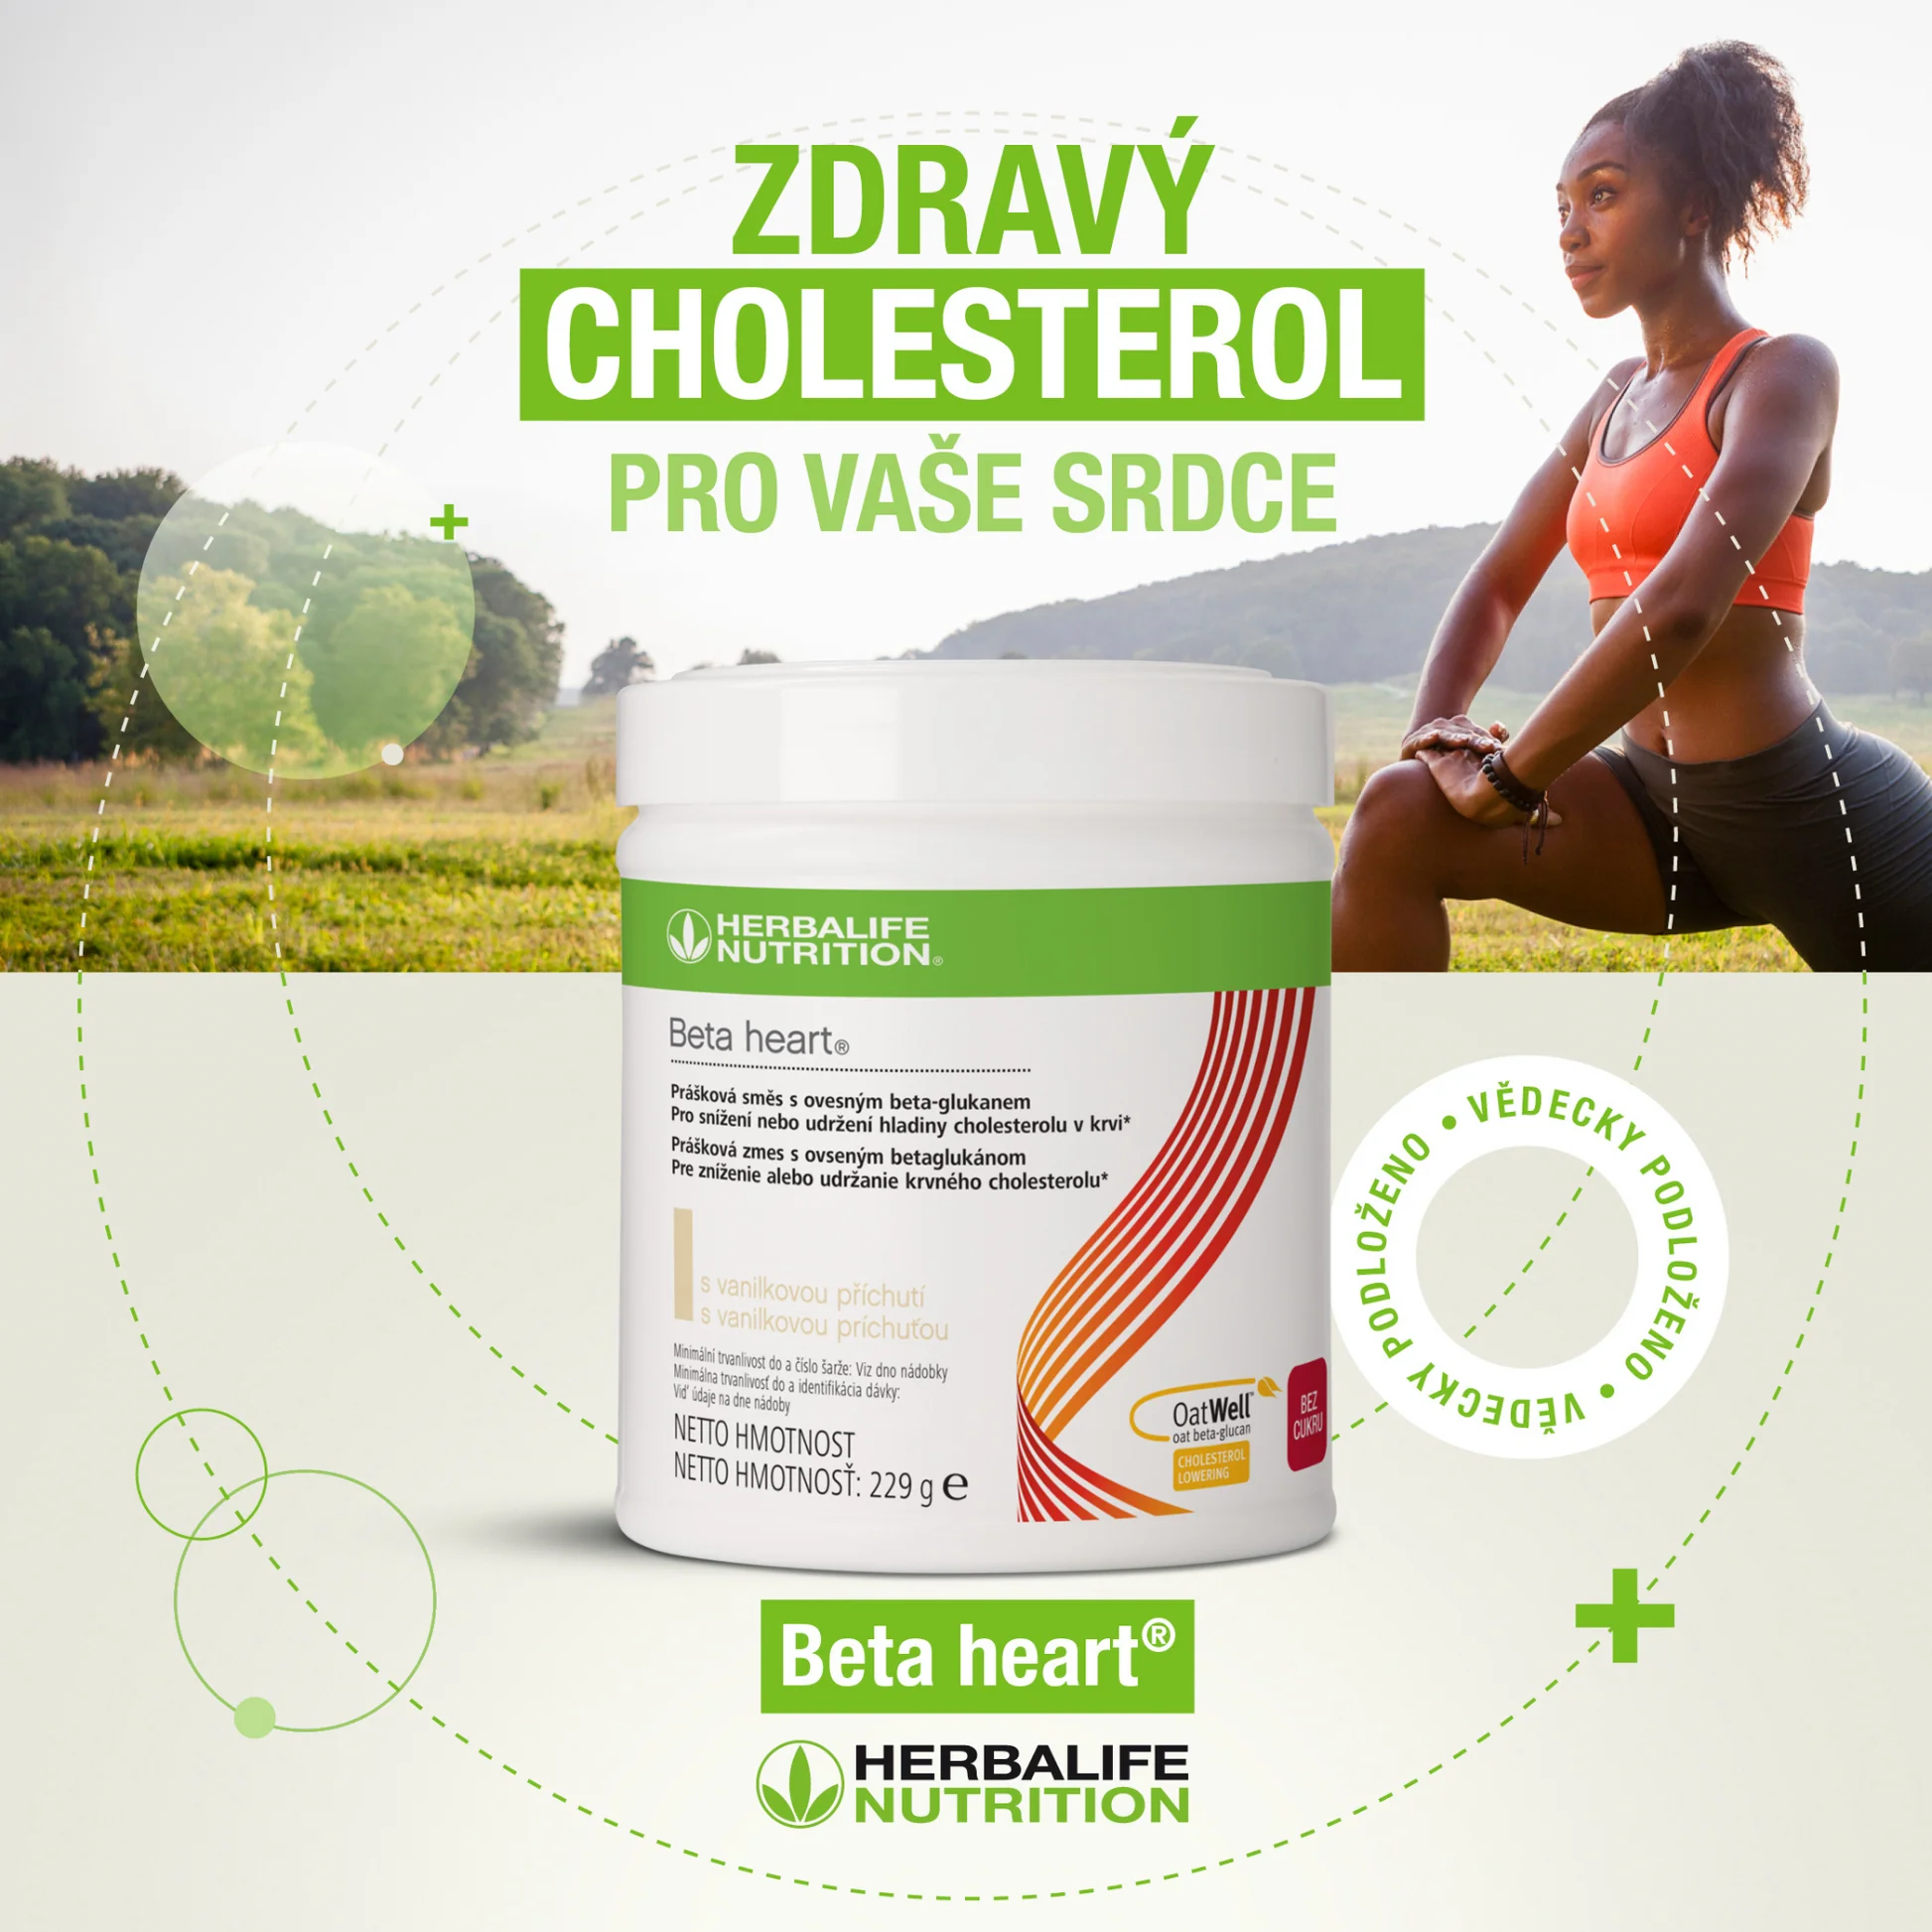 ZDRAVÝ
CHOLESTEROL
PRO VAŠE SRDCE
HERBALIFE
NUTRITION®
Beta heart®
Prášková směs s ovesným beta-glukanem
Pro snížení nebo udržení hladiny cholesterolu v krvi*
Prášková zmes s ovseným betaglukánom
Pre zníženie alebo udržanie krvného cholesterolu*
s vanilkovou příchutí
s vanilkovou príchuťou
Minimální trvanlivost do a číslo šarže: Viz dno nádobky
Minimálna trvanlivosť do a identifikácia dávky:
Viď údaje na dne nádoby
NETTO HMOTNOST
NETTO HMOTNOSŤ: 229 g e
OatWell™
oat beta-glucan
CHOLESTEROL
LOWERING
BEZ
CUKRU
VĚDECKY PODLOŽENO • VĚDECKY PODLOŽENO •
Beta heart®
HERBALIFE
NUTRITION